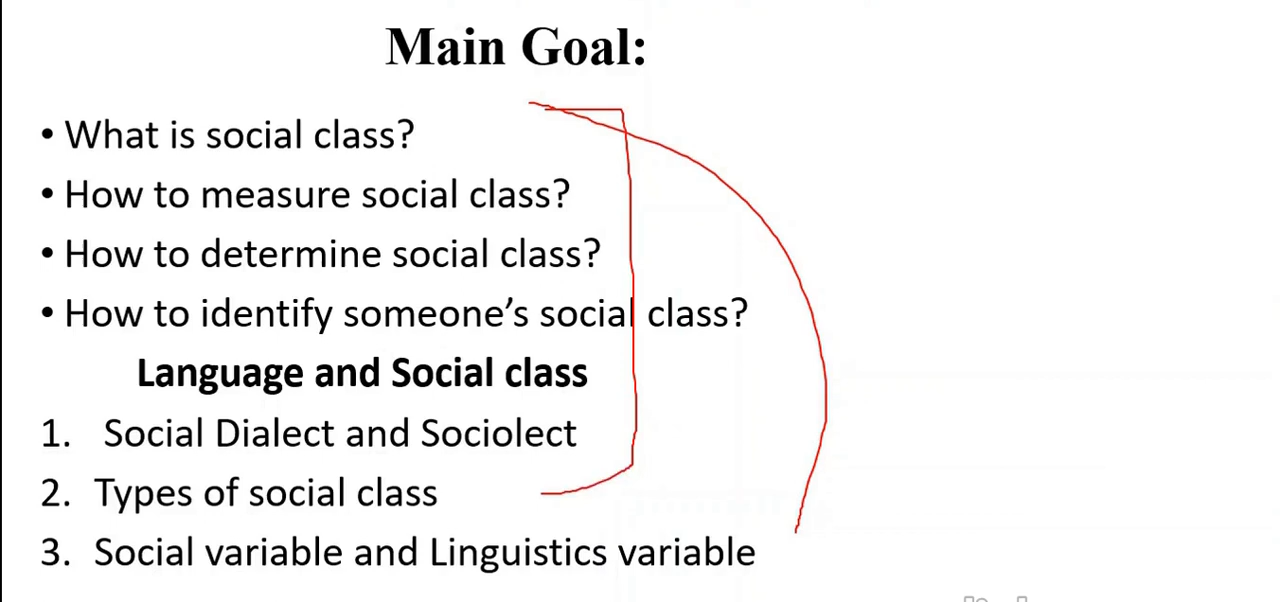 Main Goal:
• What is social class?
• How to measure social class?
• How to determine social class?
• How to identify someone’s social class?
Language and Social class
1. Social Dialect and Sociolect
2. Types of social class
3. Social variable and Linguistics variable